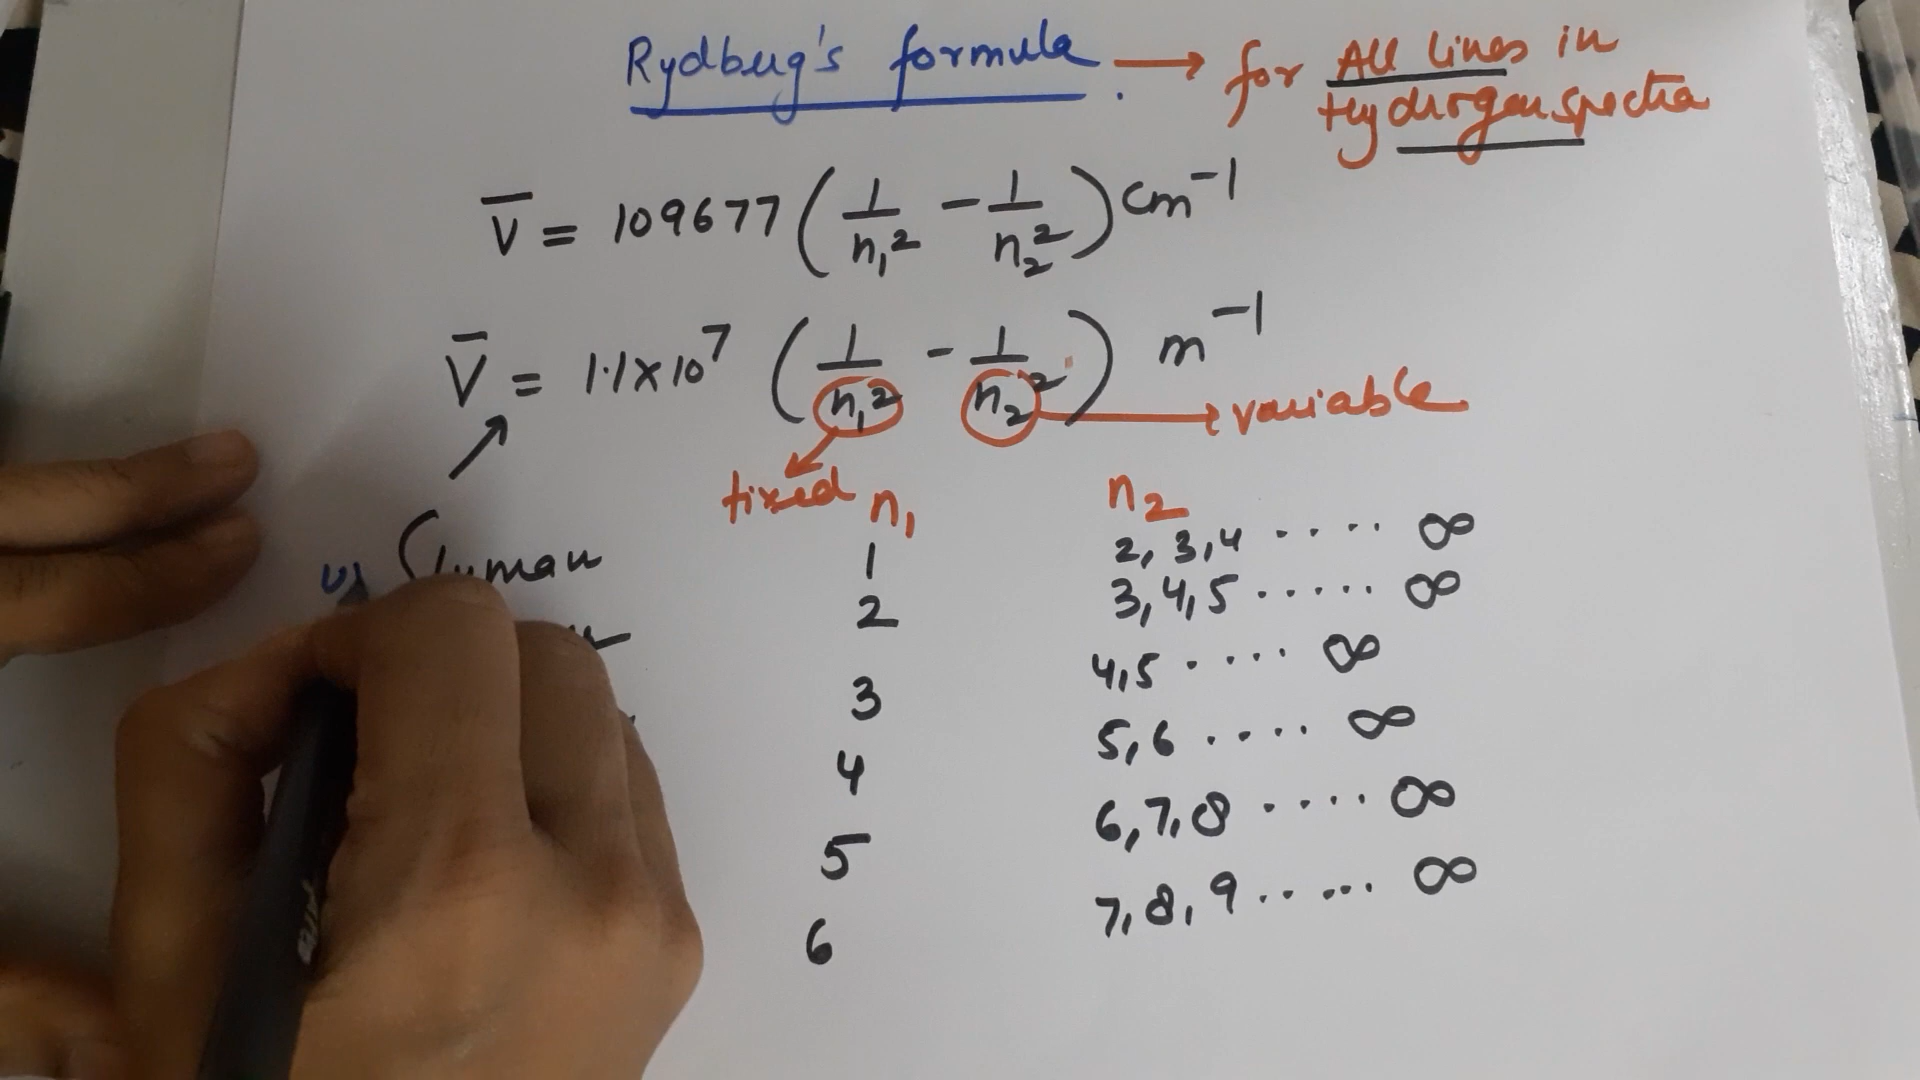 Rydberg's formula → for All lines in
Hydrogen spectra
V̅ = 109677 (1/n₁² − 1/n₂²) cm⁻¹
V̅ = 1.1×10⁷ (1/n₁² − 1/n₂²) m⁻¹
→ variable
fixed n₁ n₂
Lyman 1 2, 3, 4 .... ∞
2 3, 4, 5 ..... ∞
3 4, 5 .... ∞
4 5, 6 .... ∞
5 6, 7, 8 .... ∞
6 7, 8, 9 ..... ∞